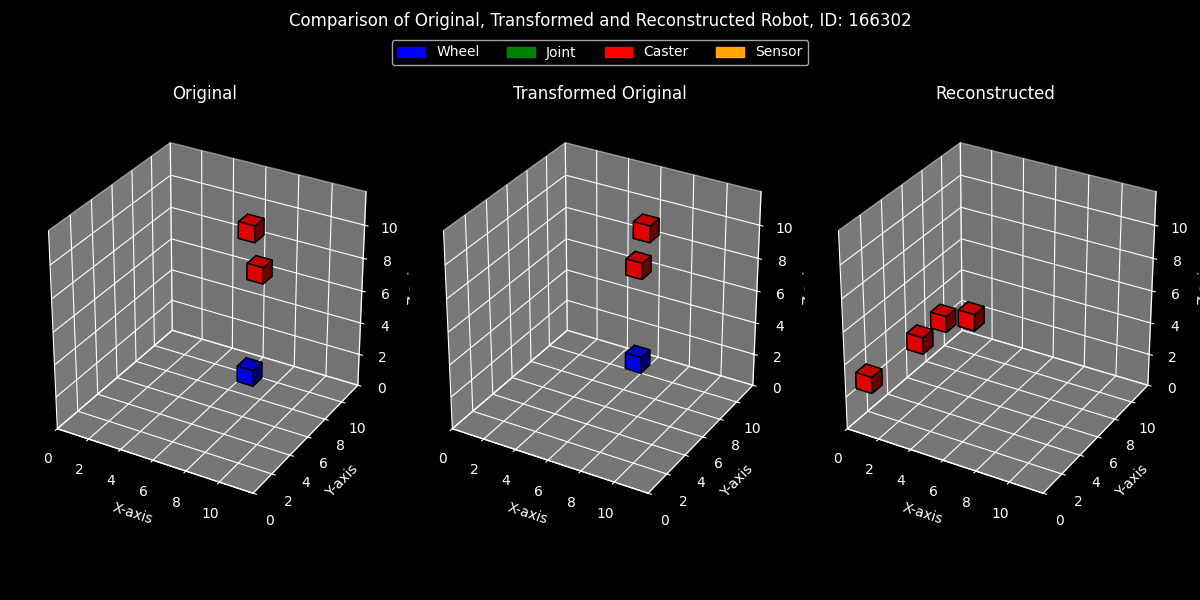 Comparison of Original, Transformed and Reconstructed Robot, ID: 166302
Wheel Joint Caster Sensor
Original Transformed Original Reconstructed
10 10 10
8 8 8
6 6 6
4 4 4
2 2 2
0 0 0
10 10 10
8 8 8
0 6 0 6 0 6
2 4 2 4 2 4
4 2 4 2 4 2
6 0 6 0 6 0
8 8 8
10 10 10
X-axis Y-axis X-axis Y-axis X-axis Y-axis